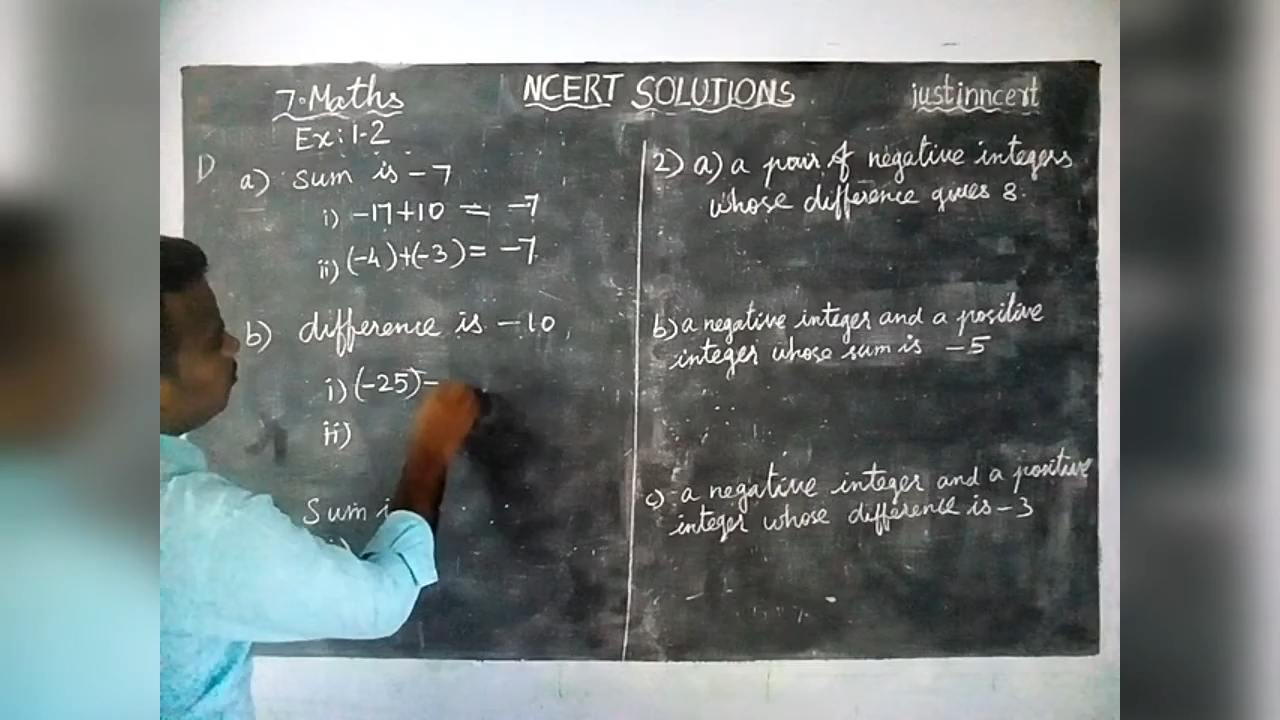 7. Maths
NCERT SOLUTIONS
justinncert
Ex: 1.2
1)
a) sum is -7
i) -17+10 = -7
ii) (-4)+(-3) = -7
b) difference is -10
i) (-25)-
ii)
Sum i
2) a) a pair of negative integers
whose difference gives 8.
b) a negative integer and a positive
integer whose sum is -5
c) a negative integer and a positive
integer whose difference is -3